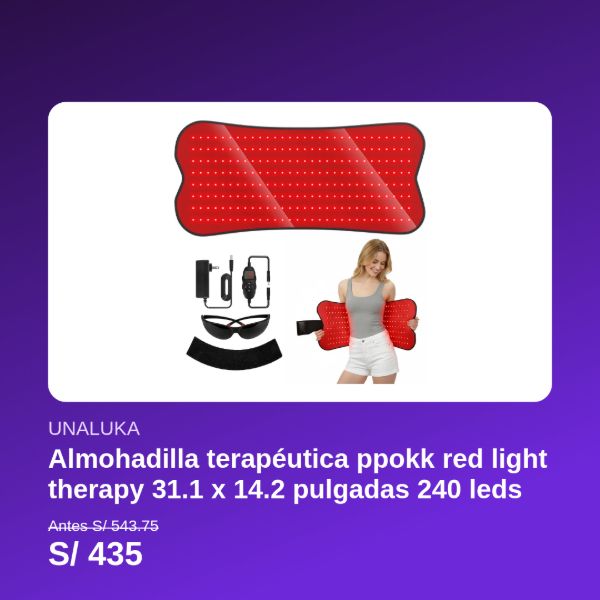 UNALUKA
Almohadilla terapéutica ppokk red light
therapy 31.1 x 14.2 pulgadas 240 leds
Antes S/ 543.75
S/ 435